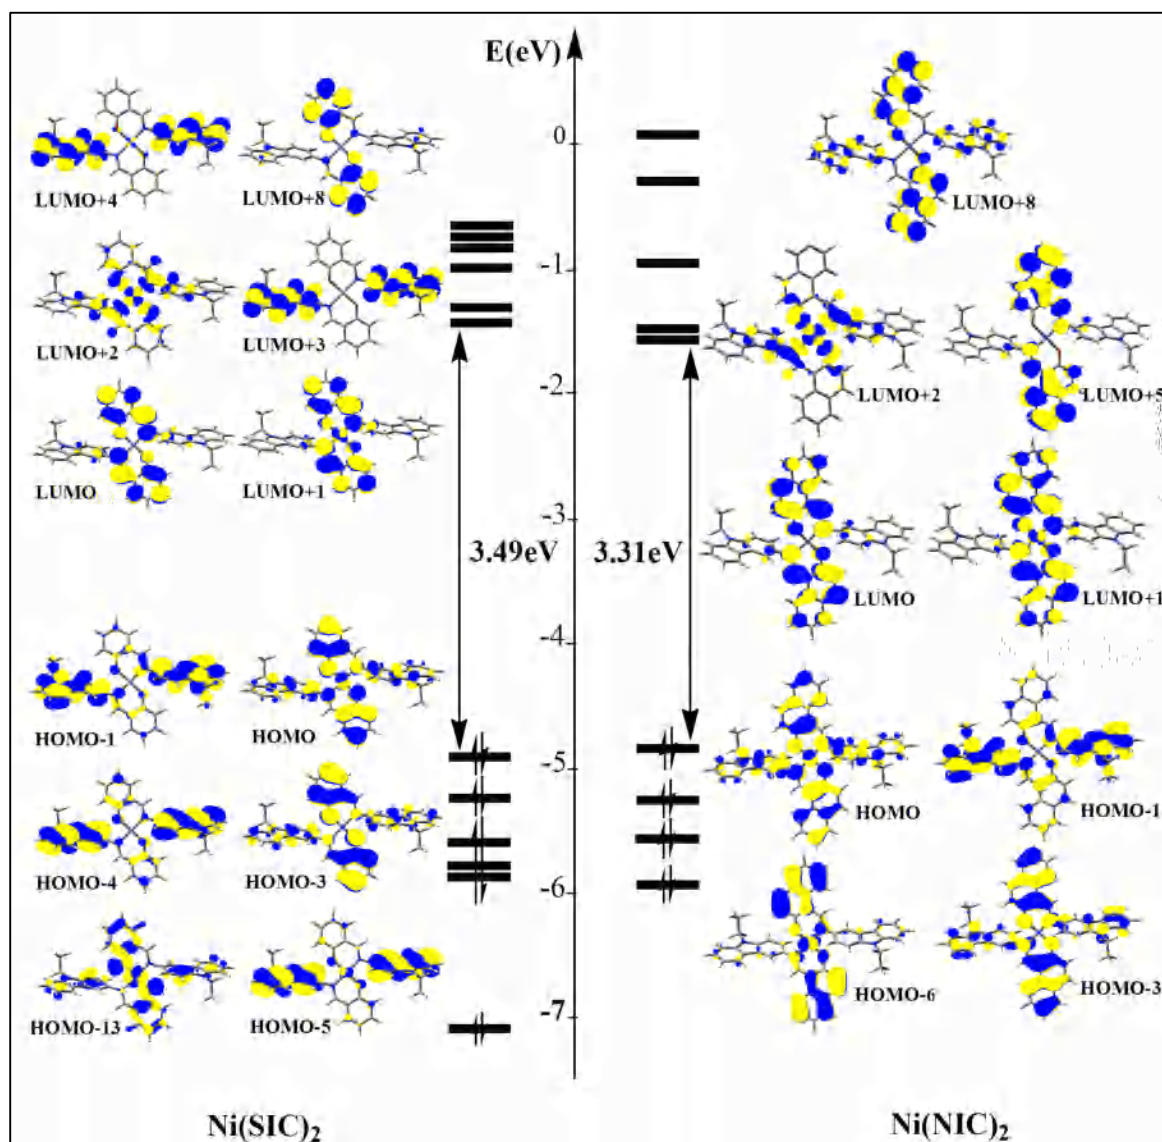 E(eV)
0
-1
-2
-3
-4
-5
-6
-7
LUMO+4
LUMO+8
LUMO+2
LUMO+3
LUMO
LUMO+1
3.49eV
HOMO-1
HOMO
HOMO-4
HOMO-3
HOMO-13
HOMO-5
Ni(SIC)2
LUMO+8
LUMO+2
LUMO+5
LUMO
LUMO+1
3.31eV
HOMO
HOMO-1
HOMO-6
HOMO-3
Ni(NIC)2